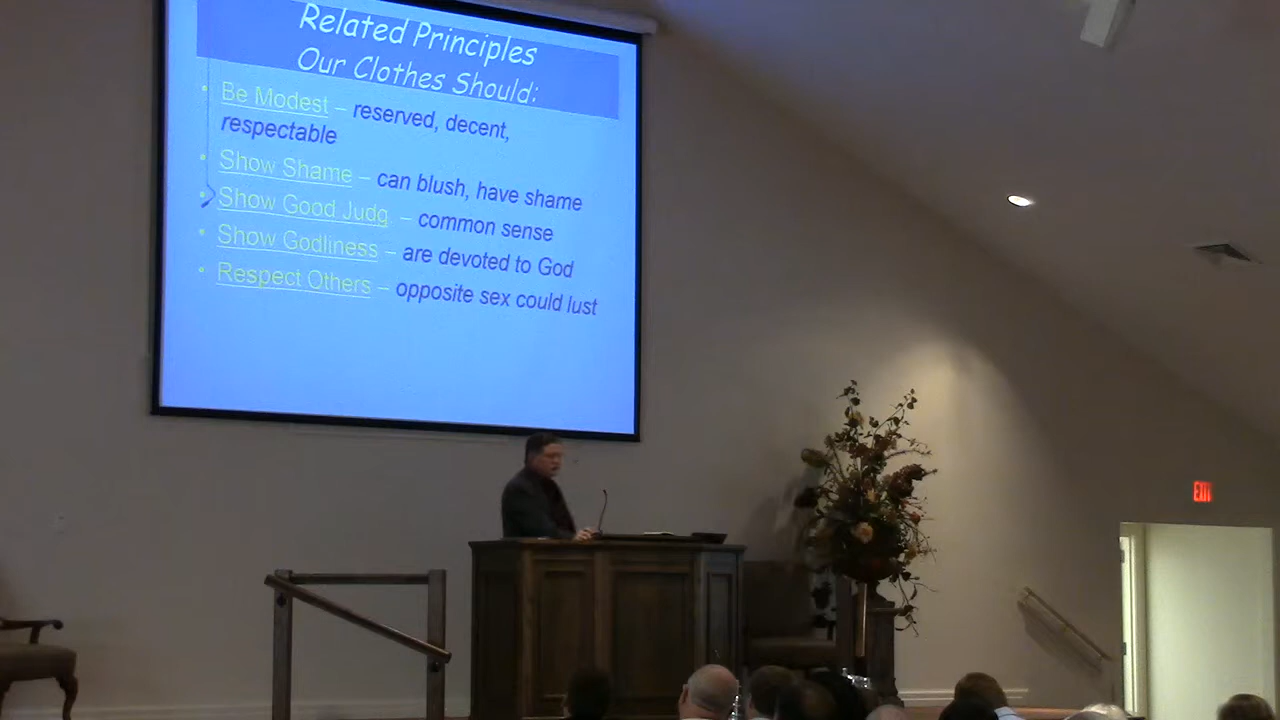 Related Principles
Our Clothes Should:
• Be Modest – reserved, decent,
respectable
• Show Shame – can blush, have shame
• Show Good Judg. – common sense
• Show Godliness – are devoted to God
• Respect Others – opposite sex could lust
EXIT